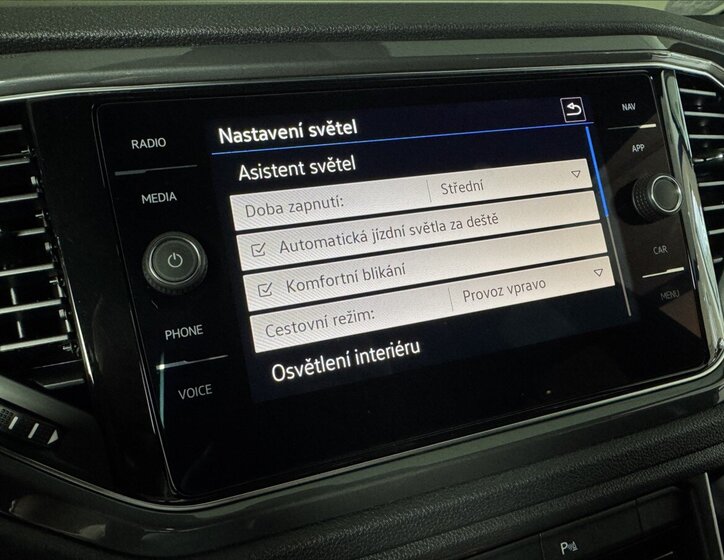 RADIO
MEDIA
PHONE
VOICE
Nastavení světel
Asistent světel
Doba zapnutí: Střední
Automatická jízdní světla za deště
Komfortní blikání
Cestovní režim: Provoz vpravo
Osvětlení interiéru
NAV
APP
CAR
MENU
P